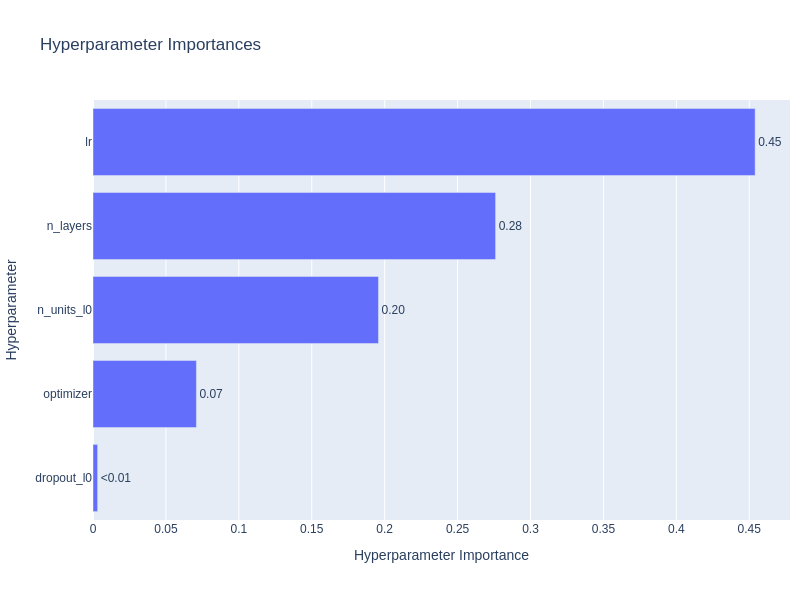 Hyperparameter Importances
Hyperparameter
lr
0.45
n_layers
0.28
n_units_l0
0.20
optimizer
0.07
dropout_l0
<0.01
0
0.05
0.1
0.15
0.2
0.25
0.3
0.35
0.4
0.45
Hyperparameter Importance